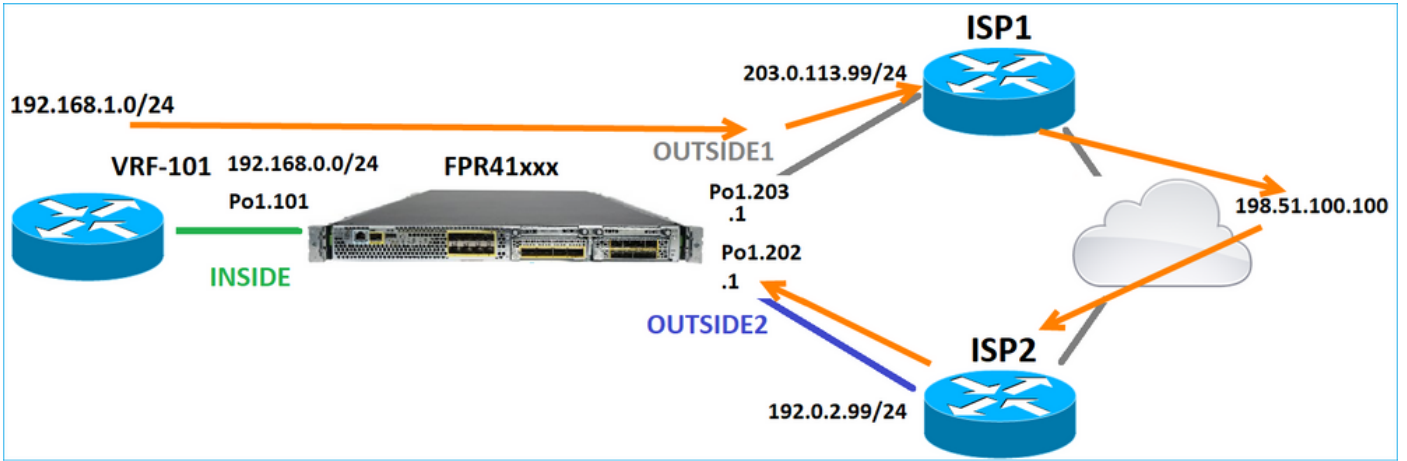 ISP1
203.0.113.99/24
192.168.1.0/24
OUTSIDE1
VRF-101
192.168.0.0/24
FPR41xxx
Po1.101
Po1.203
.1
198.51.100.100
Po1.202
.1
INSIDE
OUTSIDE2
ISP2
192.0.2.99/24